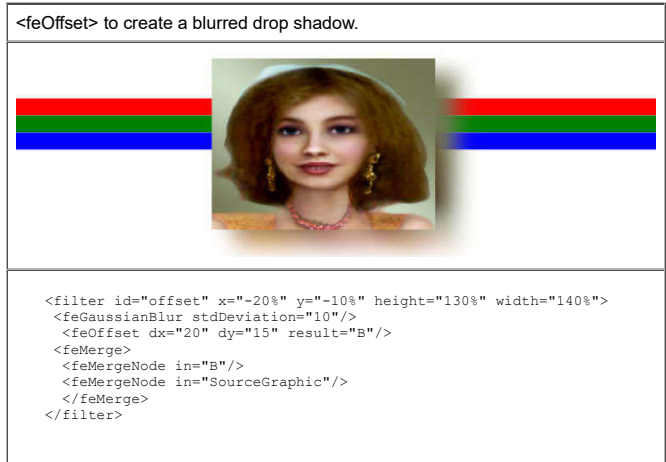 <feOffset> to create a blurred drop shadow.
<filter id="offset" x="-20%" y="-10%" height="130%" width="140%">
<feGaussianBlur stdDeviation="10"/>
<feOffset dx="20" dy="15" result="B"/>
<feMerge>
<feMergeNode in="B"/>
<feMergeNode in="SourceGraphic"/>
</feMerge>
</filter>